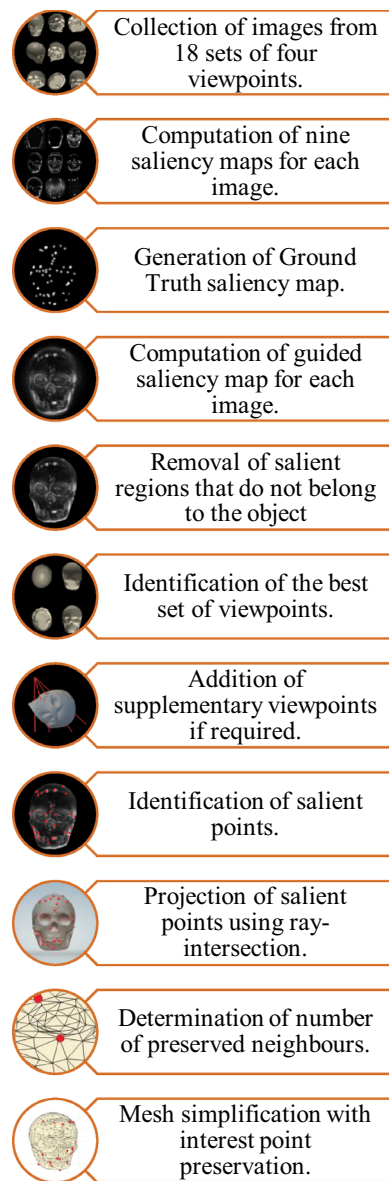 Collection of images from
18 sets of four
viewpoints.
Computation of nine
saliency maps for each
image.
Generation of Ground
Truth saliency map.
Computation of guided
saliency map for each
image.
Removal of salient
regions that do not belong
to the object
Identification of the best
set of viewpoints.
Addition of
supplementary viewpoints
if required.
Identification of salient
points.
Projection of salient
points using ray-
intersection.
Determination of number
of preserved neighbours.
Mesh simplification with
interest point
preservation.